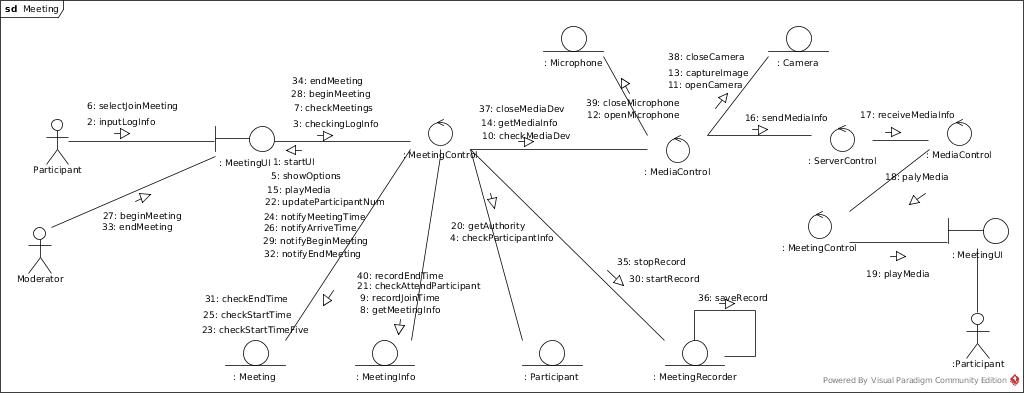 sd Meeting
: Microphone
: Camera
38: closeCamera
13: captureImage
11: openCamera
34: endMeeting
28: beginMeeting
7: checkMeetings
3: checkingLogInfo
6: selectJoinMeeting
2: inputLogInfo
37: closeMediaDev
14: getMediaInfo
10: checkMediaDev
39: closeMicrophone
12: openMicrophone
16: sendMediaInfo
17: receiveMediaInfo
Participant
: MeetingUI
: MeetingControl
: MediaControl
: ServerControl
: MediaControl
1: startUI
5: showOptions
15: playMedia
22: updateParticipantNum
24: notifyMeetingTime
26: notifyArriveTime
29: notifyBeginMeeting
32: notifyEndMeeting
18: palyMedia
27: beginMeeting
33: endMeeting
20: getAuthority
4: checkParticipantInfo
: MeetingControl
: MeetingUI
Moderator
35: stopRecord
30: startRecord
19: playMedia
40: recordEndTime
21: checkAttendParticipant
9: recordJoinTime
8: getMeetingInfo
31: checkEndTime
25: checkStartTime
23: checkStartTimeFive
36: saveRecord
: Meeting
: MeetingInfo
: Participant
: MeetingRecorder
:Participant
Powered By Visual Paradigm Community Edition